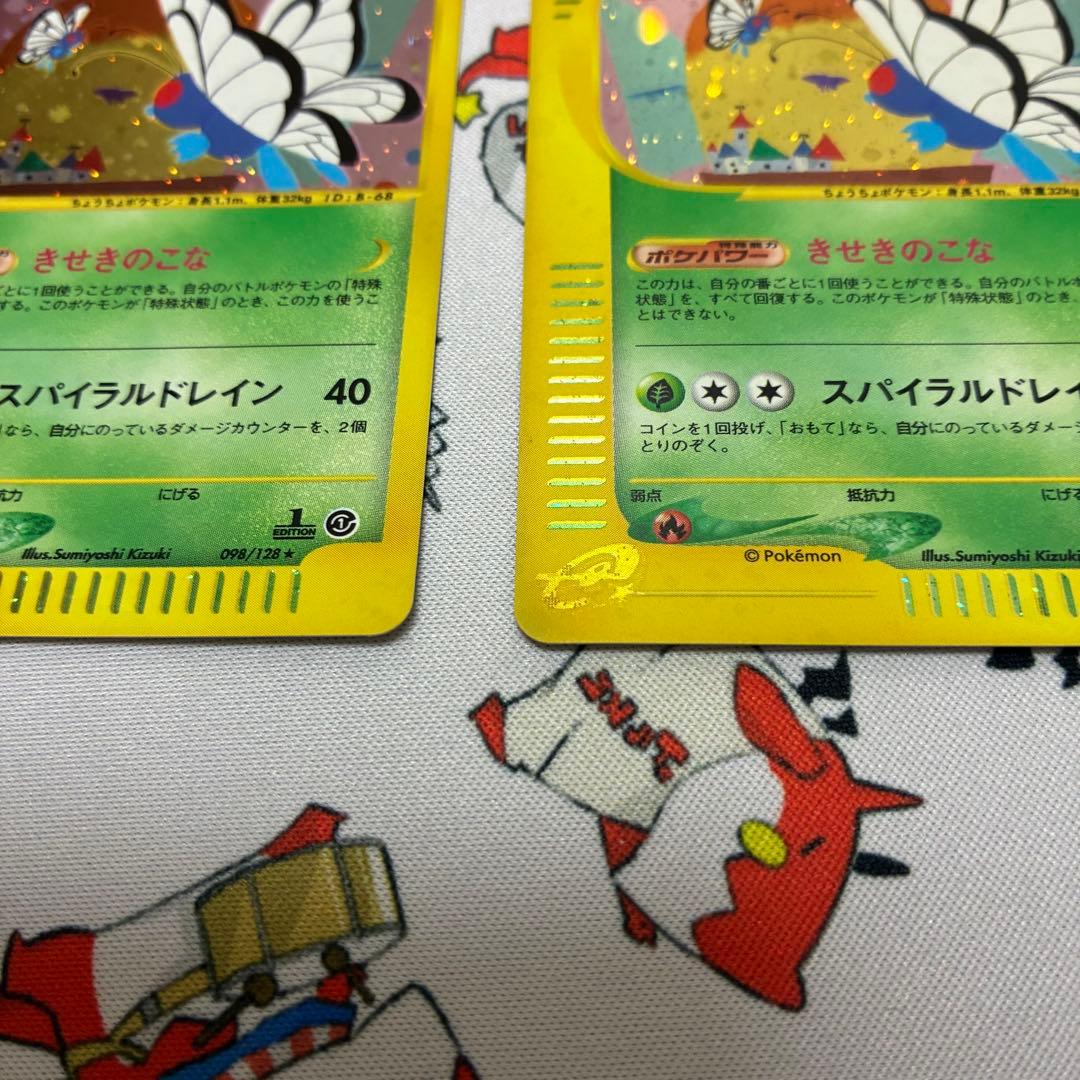 ちょうちょポケモン：身長1.1m、体重32kg ID：B-68
きせきのこな
ごとに1回使うことができる。自分のバトルポケモンの「特殊
する。このポケモンが「特殊状態」のとき、この力を使うこ
スパイラルドレイン 40
なら、自分にのっているダメージカウンターを、2個
抗力 にげる
1 EDITION
Illus.Sumiyoshi Kizuki 098/128★
ちょうちょポケモン：身長1.1m、体重32kg
特殊能力
ポケパワー きせきのこな
この力は、自分の番ごとに1回使うことができる。自分のバトル
状態」を、すべて回復する。このポケモンが「特殊状態」のとき、
とはできない。
スパイラルドレイ
コインを1回投げ、「おもて」なら、自分にのっているダメー
とりのぞく。
弱点 抵抗力 にげる
© Pokémon Illus.Sumiyoshi Kizuki